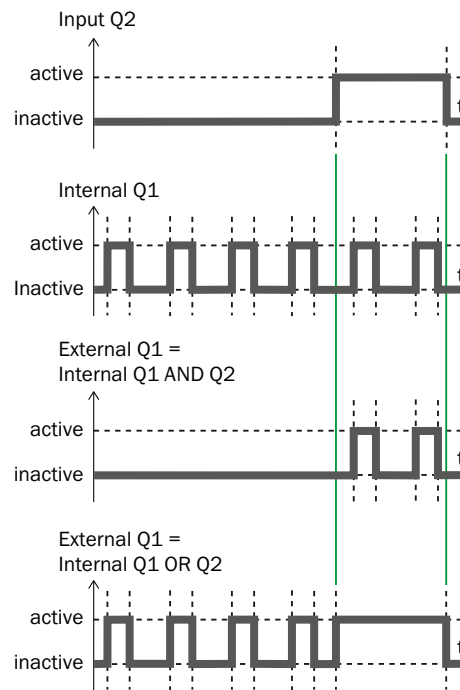 Input Q2
active
inactive
t
Internal Q1
active
Inactive
t
External Q1 =
Internal Q1 AND Q2
active
inactive
t
External Q1 =
Internal Q1 OR Q2
active
inactive
t